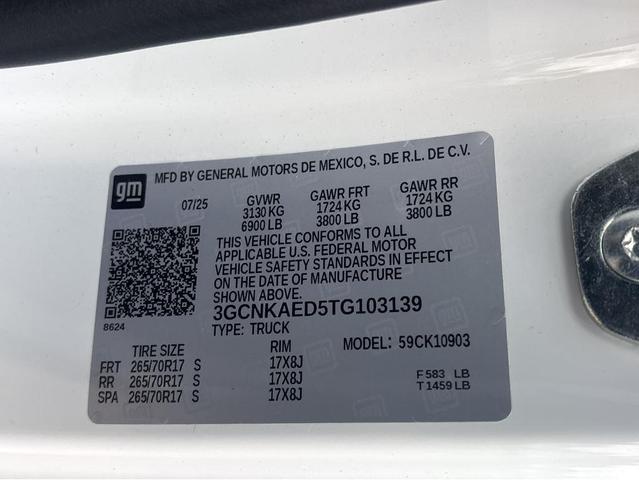 gm
MFD BY GENERAL MOTORS DE MEXICO, S. DE R.L. DE C.V.
07/25 GVWR GAWR FRT GAWR RR
3130 KG 1724 KG 1724 KG
6900 LB 3800 LB 3800 LB
THIS VEHICLE CONFORMS TO ALL
APPLICABLE U.S. FEDERAL MOTOR
VEHICLE SAFETY STANDARDS IN EFFECT
ON THE DATE OF MANUFACTURE
SHOWN ABOVE.
3GCNKAED5TG103139
8624
TYPE: TRUCK
TIRE SIZE RIM MODEL: 59CK10903
FRT 265/70R17 S 17X8J
RR 265/70R17 S 17X8J
SPA 265/70R17 S 17X8J
F 583 LB
T 1459 LB